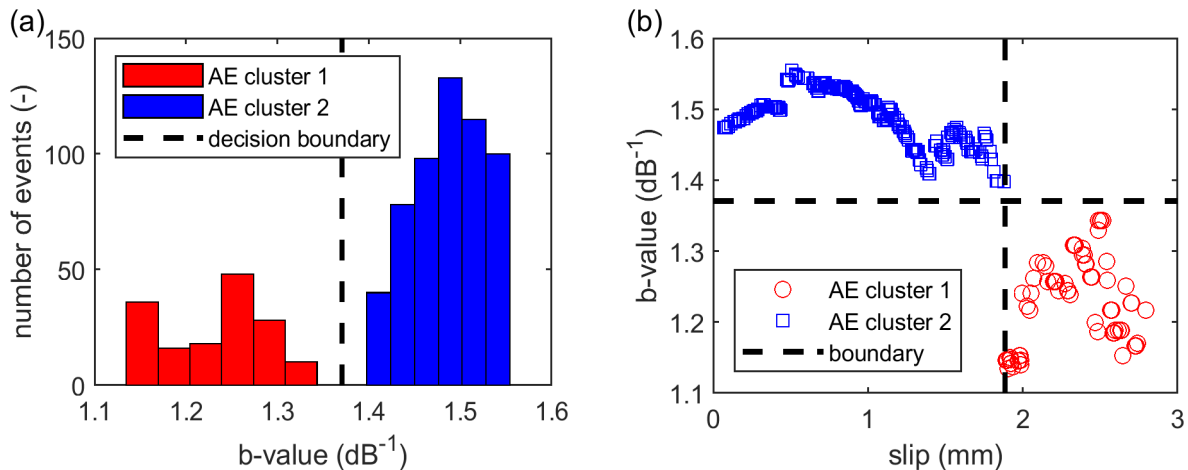 (a)
150
100
50
0
number of events (-)
AE cluster 1
AE cluster 2
decision boundary
1.1
1.2
1.3
1.4
1.5
1.6
b-value (dB⁻¹)
(b)
1.6
1.5
1.4
1.3
1.2
1.1
b-value (dB⁻¹)
AE cluster 1
AE cluster 2
boundary
0
1
2
3
slip (mm)